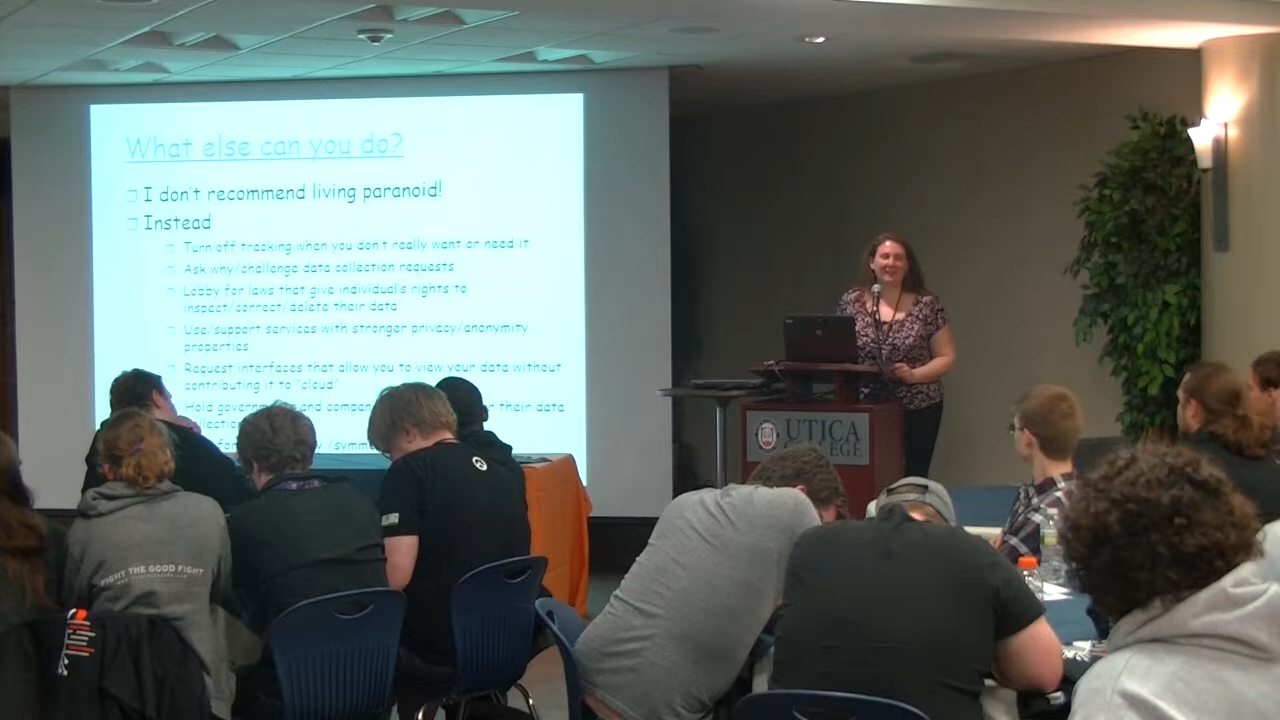 What else can you do?
I don't recommend living paranoid!
Instead
Turn off tracking when you don't really want or need it
Ask why/challenge data collection requests
Lobby for laws that give individual's rights to
inspect/correct/delete their data
Use/support services with stronger privacy/anonymity
properties
Request interfaces that allow you to view your data without
contributing it to "cloud"
Hold and their data
UTICA
FIGHT THE GOOD FIGHT